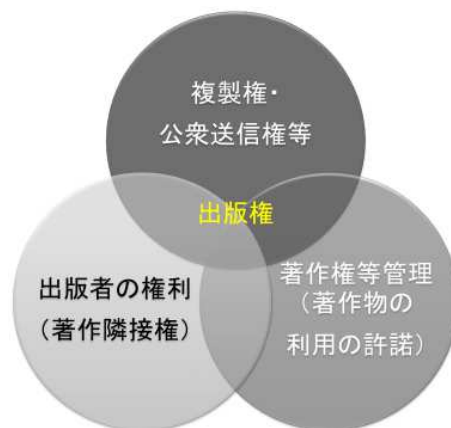 複製権・
公衆送信権等
出版権
出版者の権利
（著作隣接権）
著作権等管理
（著作物の
利用の許諾）